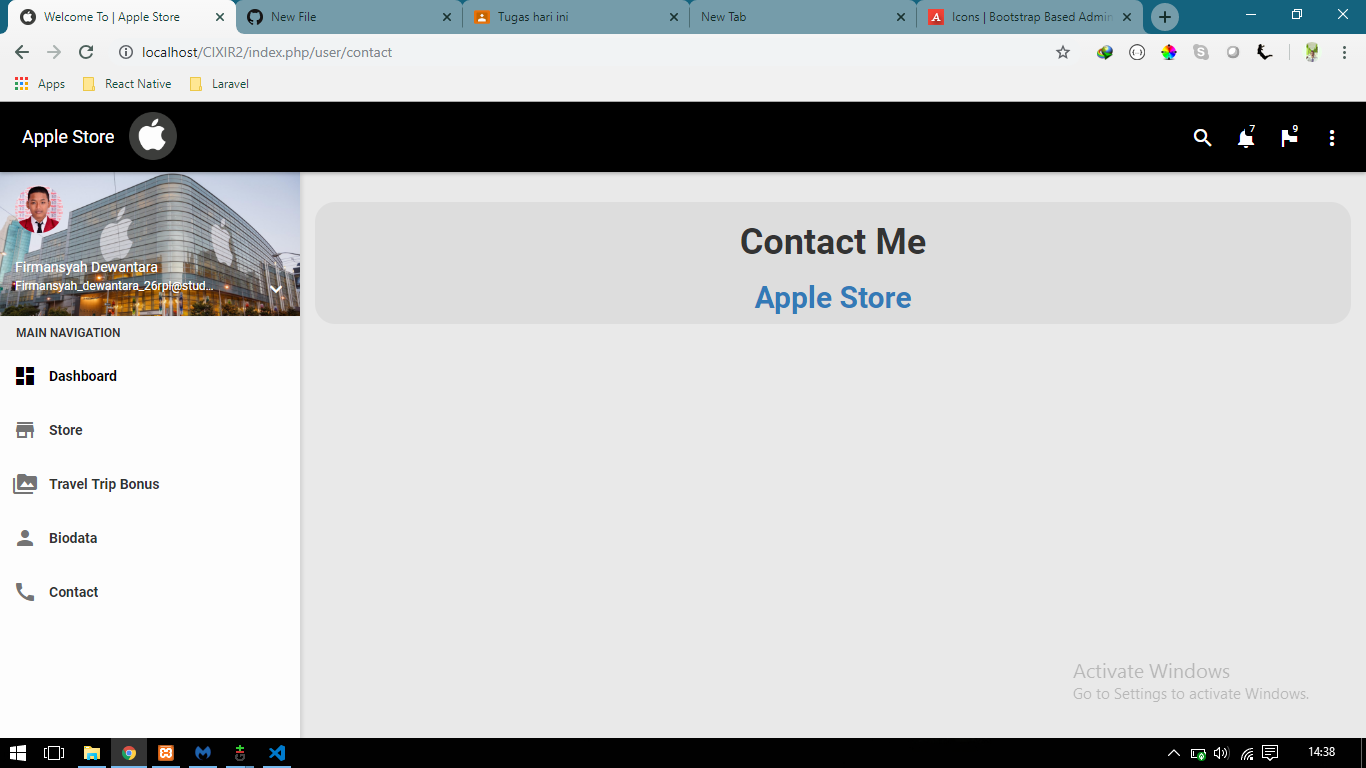 Welcome To | Apple Store
New File
Tugas hari ini
New Tab
Icons | Bootstrap Based Admin
localhost/CIXIR2/index.php/user/contact
Apps
React Native
Laravel
Apple Store
7
9
Firmansyah Dewantara
Firmansyah_dewantara_26rpl@stud...
MAIN NAVIGATION
Dashboard
Store
Travel Trip Bonus
Biodata
Contact
Contact Me
Apple Store
Activate Windows
Go to Settings to activate Windows.
14:38